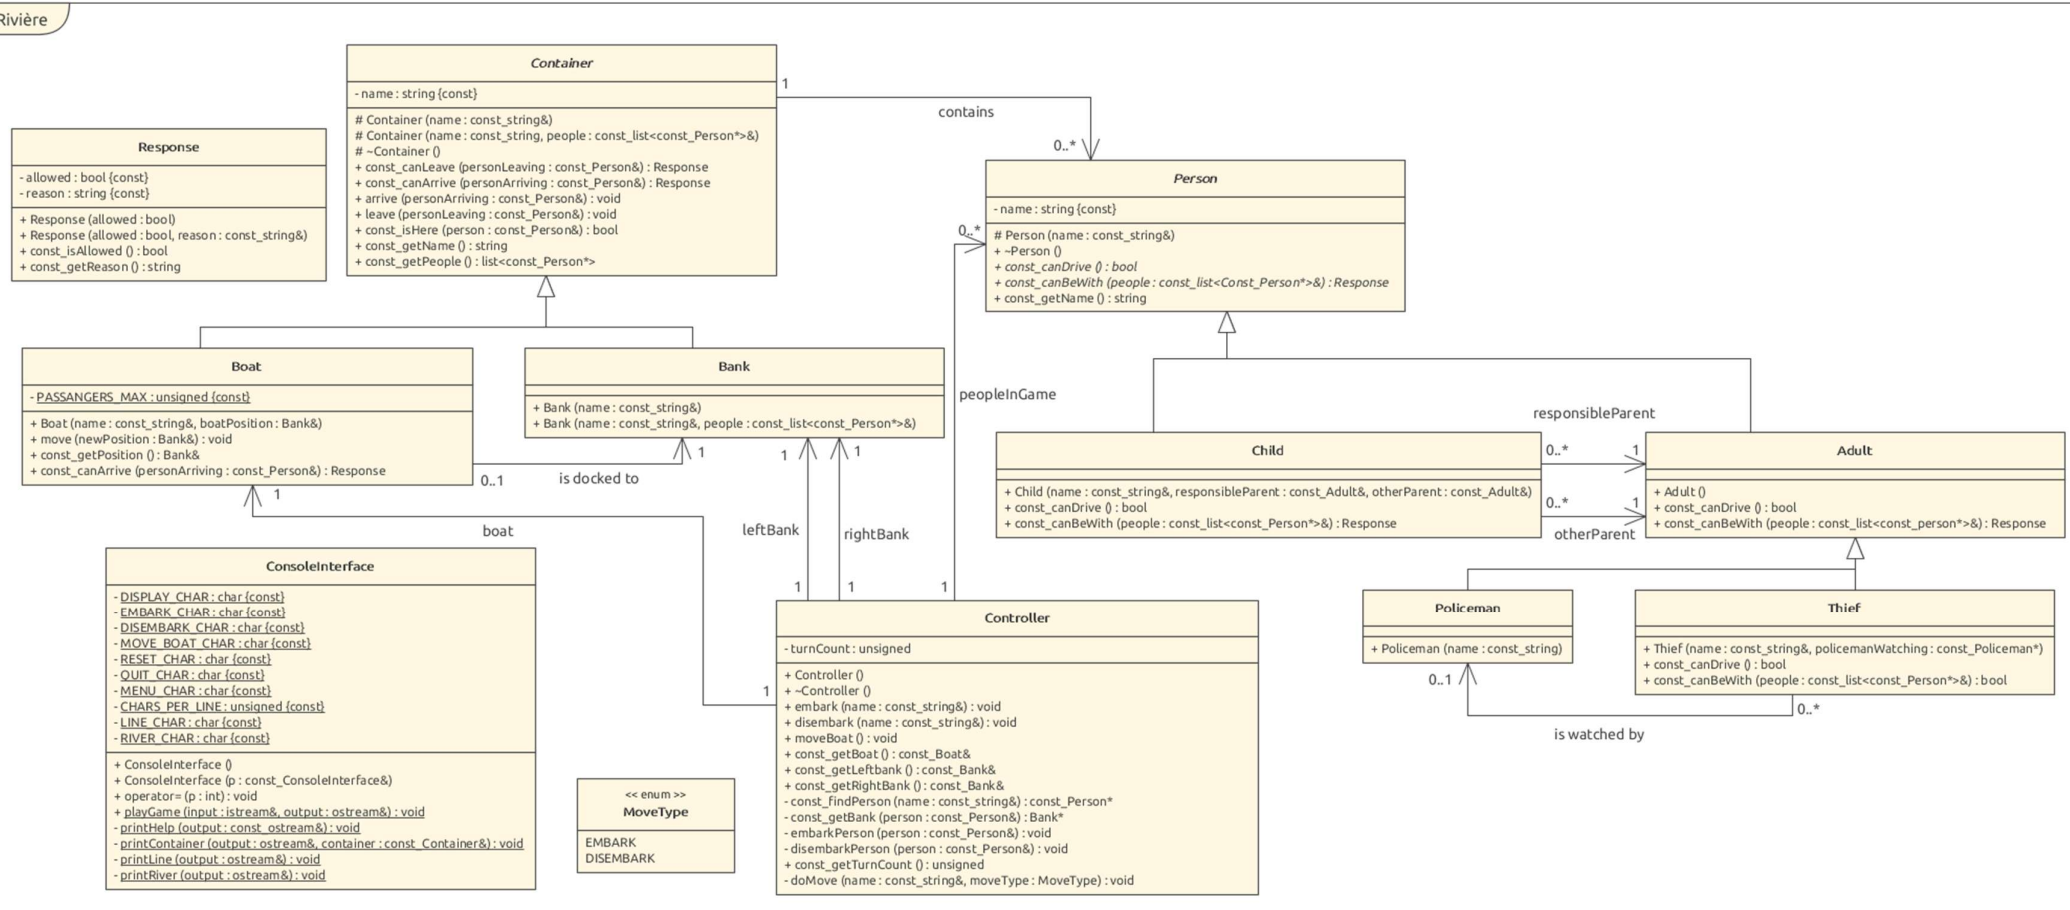 Rivière
Container
- name : string {const}
# Container (name : const_string&)
# Container (name : const_string, people : const_list<const_Person*>&)
# ~Container ()
+ const_canLeave (personLeaving : const_Person&) : Response
+ const_canArrive (personArriving : const_Person&) : Response
+ arrive (personArriving : const_Person&) : void
+ leave (personLeaving : const_Person&) : void
+ const_isHere (person : const_Person&) : bool
+ const_getName () : string
+ const_getPeople () : list<const_Person*>
1
contains
0..*
Response
- allowed : bool {const}
- reason : string {const}
+ Response (allowed : bool)
+ Response (allowed : bool, reason : const_string&)
+ const_isAllowed () : bool
+ const_getReason () : string
Person
- name : string {const}
# Person (name : const_string&)
+ ~Person ()
+ const_canDrive () : bool
+ const_canBeWith (people : const_list<Const_Person*>&) : Response
+ const_getName () : string
0..*
peopleInGame
1
Boat
- PASSANGERS_MAX : unsigned {const}
+ Boat (name : const_string&, boatPosition : Bank&)
+ move (newPosition : Bank&) : void
+ const_getPosition () : Bank&
+ const_canArrive (personArriving : const_Person&) : Response
Bank
+ Bank (name : const_string&)
+ Bank (name : const_string&, people : const_list<const_Person*>&)
0..1
is docked to
1
1
boat
1
1
leftBank
1
1
rightBank
1
Child
+ Child (name : const_string&, responsibleParent : const_Adult&, otherParent : const_Adult&)
+ const_canDrive () : bool
+ const_canBeWith (people : const_list<const_Person*>&) : Response
responsibleParent
0..*
1
0..*
1
otherParent
Adult
+ Adult ()
+ const_canDrive () : bool
+ const_canBeWith (people : const_list<const_person*>&) : Response
Policeman
+ Policeman (name : const_string)
Thief
+ Thief (name : const_string&, policemanWatching : const_Policeman*)
+ const_canDrive () : bool
+ const_canBeWith (people : const_list<const_Person*>&) : bool
0..1
0..*
is watched by
ConsoleInterface
- DISPLAY_CHAR : char {const}
- EMBARK_CHAR : char {const}
- DISEMBARK_CHAR : char {const}
- MOVE_BOAT_CHAR : char {const}
- RESET_CHAR : char {const}
- QUIT_CHAR : char {const}
- MENU_CHAR : char {const}
- CHARS_PER_LINE : unsigned {const}
- LINE_CHAR : char {const}
- RIVER_CHAR : char {const}
+ ConsoleInterface ()
+ ConsoleInterface (p : const_ConsoleInterface&)
+ operator= (p : int) : void
+ playGame (input : istream&, output : ostream&) : void
- printHelp (output : const_ostream&) : void
- printContainer (output : ostream&, container : const_Container&) : void
- printLine (output : ostream&) : void
- printRiver (output : ostream&) : void
<< enum >>
MoveType
EMBARK
DISEMBARK
Controller
- turnCount : unsigned
+ Controller ()
+ ~Controller ()
+ embark (name : const_string&) : void
+ disembark (name : const_string&) : void
+ moveBoat () : void
+ const_getBoat () : const_Boat&
+ const_getLeftbank () : const_Bank&
+ const_getRightBank () : const_Bank&
- const_findPerson (name : const_string&) : const_Person*
- const_getBank (person : const_Person&) : Bank*
- embarkPerson (person : const_Person&) : void
- disembarkPerson (person : const_Person&) : void
+ const_getTurnCount () : unsigned
- doMove (name : const_string&, moveType : MoveType) : void